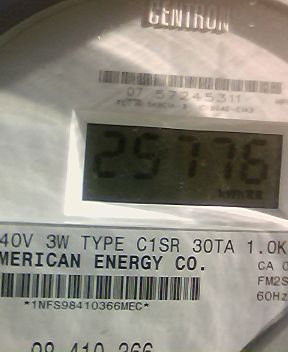 CENTRON
07 57245311
29776
kWh
40V 3W TYPE C1SR 30TA 1.0K
MERICAN ENERGY CO.
CA 0
FM2S
60Hz
*1NFS98410366MEC*
98 410 366